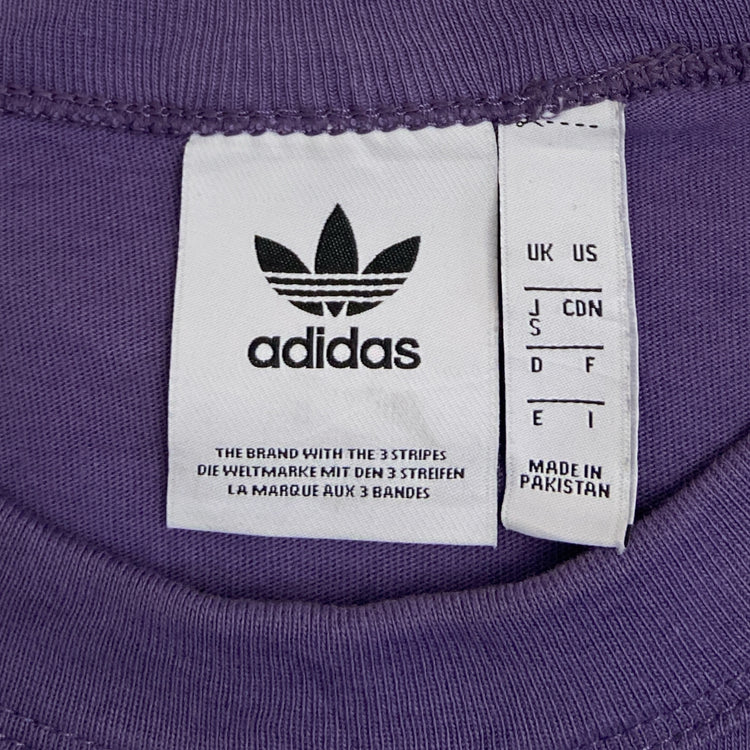 adidas
THE BRAND WITH THE 3 STRIPES
DIE WELTMARKE MIT DEN 3 STREIFEN
LA MARQUE AUX 3 BANDES
UK US
J CDN
S
D F
E I
MADE IN
PAKISTAN